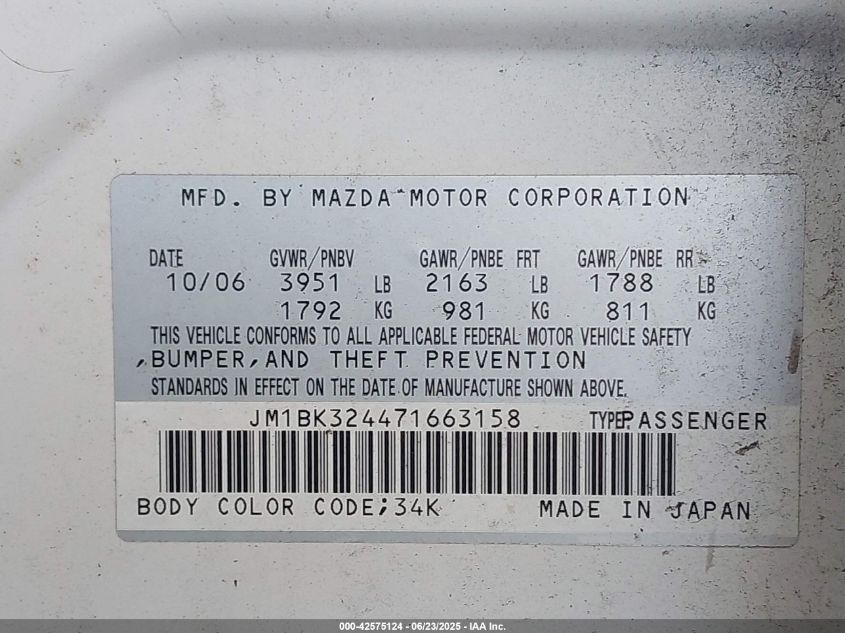 MFD. BY MAZDA MOTOR CORPORATION
DATE GVWR/PNBV GAWR/PNBE FRT GAWR/PNBE RR
10/06 3951 LB 2163 LB 1788 LB
1792 KG 981 KG 811 KG
THIS VEHICLE CONFORMS TO ALL APPLICABLE FEDERAL MOTOR VEHICLE SAFETY
,BUMPER,AND THEFT PREVENTION
STANDARDS IN EFFECT ON THE DATE OF MANUFACTURE SHOWN ABOVE.
JM1BK324471663158 TYPE:PASSENGER
BODY COLOR CODE;34K MADE IN JAPAN
000-42575124 - 06/23/2025 - IAA Inc.